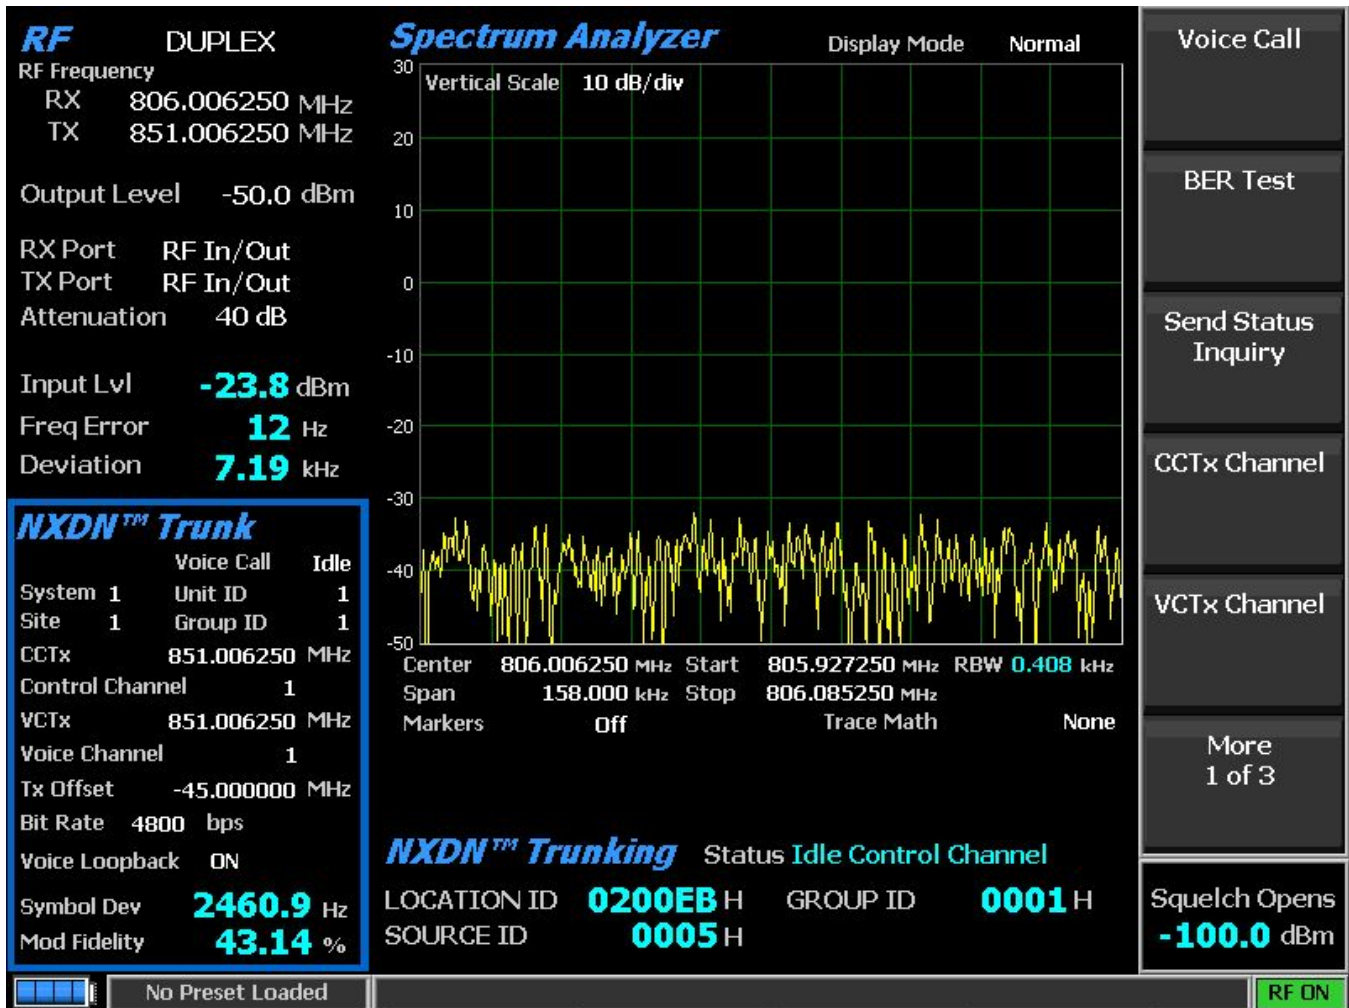 RF DUPLEX
RF Frequency
RX 806.006250 MHz
TX 851.006250 MHz
Output Level -50.0 dBm
RX Port RF In/Out
TX Port RF In/Out
Attenuation 40 dB
Input Lvl -23.8 dBm
Freq Error 12 Hz
Deviation 7.19 kHz
NXDN™ Trunk
Voice Call Idle
System 1 Unit ID 1
Site 1 Group ID 1
CCTx 851.006250 MHz
Control Channel 1
VCTx 851.006250 MHz
Voice Channel 1
Tx Offset -45.000000 MHz
Bit Rate 4800 bps
Voice Loopback ON
Symbol Dev 2460.9 Hz
Mod Fidelity 43.14 %
Spectrum Analyzer Display Mode Normal
Vertical Scale 10 dB/div
30
20
10
0
-10
-20
-30
-40
-50
Center 806.006250 MHz Start 805.927250 MHz RBW 0.408 kHz
Span 158.000 kHz Stop 806.085250 MHz
Markers Off Trace Math None
NXDN™ Trunking Status Idle Control Channel
LOCATION ID 0200EB H GROUP ID 0001 H
SOURCE ID 0005 H
Voice Call
BER Test
Send Status
Inquiry
CCTx Channel
VCTx Channel
More
1 of 3
Squelch Opens
-100.0 dBm
No Preset Loaded
RF ON